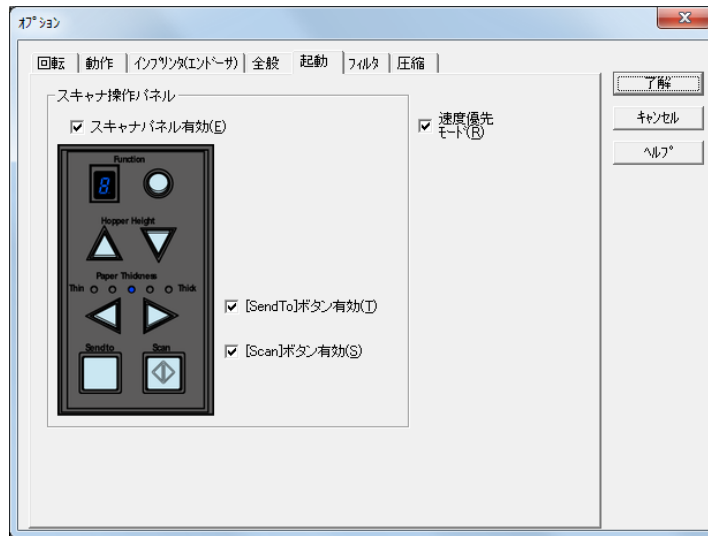 ｵﾌﾟｼｮﾝ
回転 動作 ｲﾝﾌﾟﾘﾝﾀ(ｴﾝﾄﾞｰｻ) 全般 起動 ﾌｨﾙﾀ 圧縮
了解
キャンセル
ヘルプ
スキャナ操作パネル
スキャナパネル有効(E)
速度優先
ﾓｰﾄﾞ(R)
Function
8
Hopper Height
Paper Thickness
Thin Thick
[SendTo]ボタン有効(T)
Sendto Scan
[Scan]ボタン有効(S)